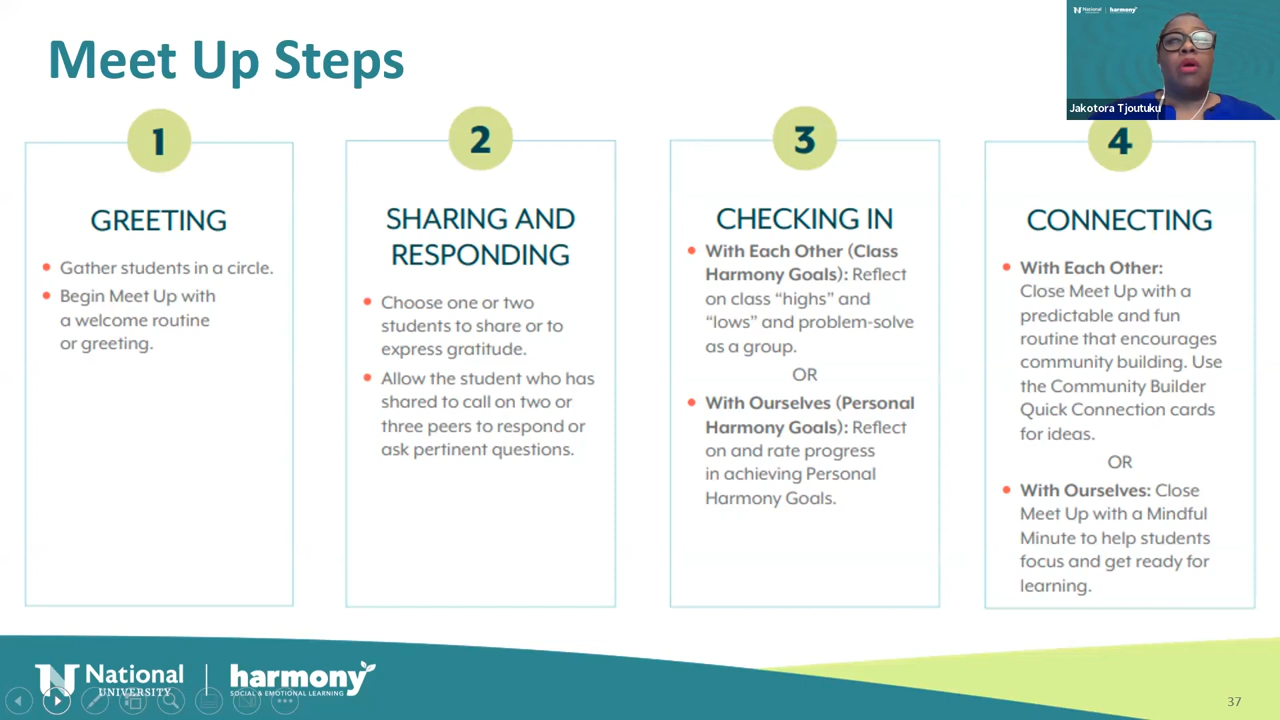 Meet Up Steps
National
harmony
Jakotora Tjoutuku
1
GREETING
Gather students in a circle.
Begin Meet Up with
a welcome routine
or greeting.
2
SHARING AND
RESPONDING
Choose one or two
students to share or to
express gratitude.
Allow the student who has
shared to call on two or
three peers to respond or
ask pertinent questions.
3
CHECKING IN
With Each Other (Class
Harmony Goals): Reflect
on class “highs” and
“lows” and problem-solve
as a group.
OR
With Ourselves (Personal
Harmony Goals): Reflect
on and rate progress
in achieving Personal
Harmony Goals.
4
CONNECTING
With Each Other:
Close Meet Up with a
predictable and fun
routine that encourages
community building. Use
the Community Builder
Quick Connection cards
for ideas.
OR
With Ourselves: Close
Meet Up with a Mindful
Minute to help students
focus and get ready for
learning.
N National
UNIVERSITY
harmony
SOCIAL & EMOTIONAL LEARNING
37